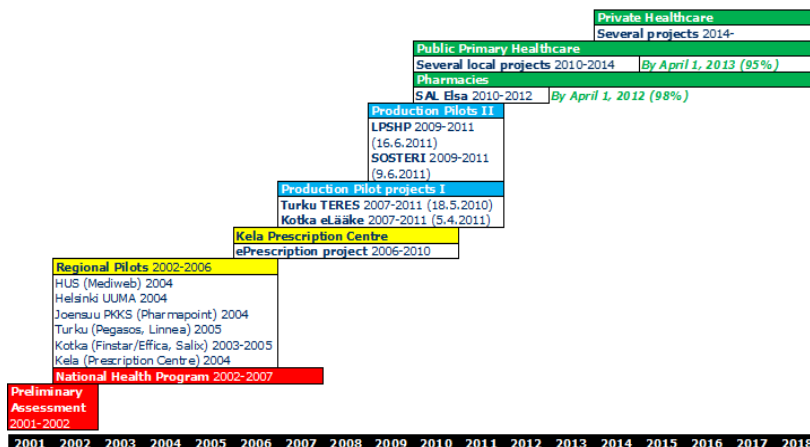 Private Healthcare
Several projects 2014-
Public Primary Healthcare
Several local projects 2010-2014 By April 1, 2013 (95%)
Pharmacies
SAL Elsa 2010-2012 By April 1, 2012 (98%)
Production Pilots II
LPSHP 2009-2011
(16.6.2011)
SOSTERI 2009-2011
(9.6.2011)
Production Pilot projects I
Turku TERES 2007-2011 (18.5.2010)
Kotka eLääke 2007-2011 (5.4.2011)
Kela Prescription Centre
ePrescription project 2006-2010
Regional Pilots 2002-2006
HUS (Mediweb) 2004
Helsinki UUMA 2004
Joensuu PKKS (Pharmapoint) 2004
Turku (Pegasos, Linnea) 2005
Kotka (Finstar/Effica, Salix) 2003-2005
Kela (Prescription Centre) 2004
National Health Program 2002-2007
Preliminary
Assessment
2001-2002
2001 2002 2003 2004 2005 2006 2007 2008 2009 2010 2011 2012 2013 2014 2015 2016 2017 2018